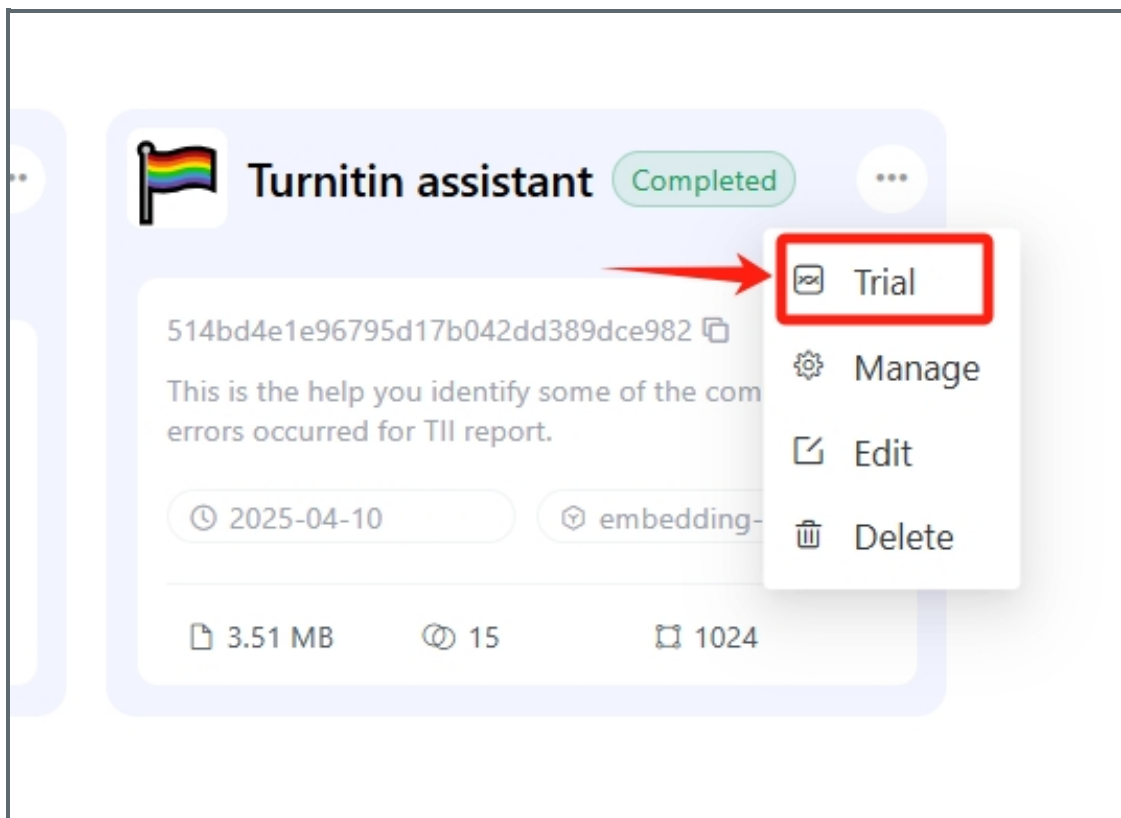 Turnitin assistant
Completed
Trial
514bd4e1e96795d17b042dd389dce982
Manage
This is the help you identify some of the com
errors occurred for TII report.
Edit
2025-04-10
embedding-
Delete
3.51 MB
15
1024